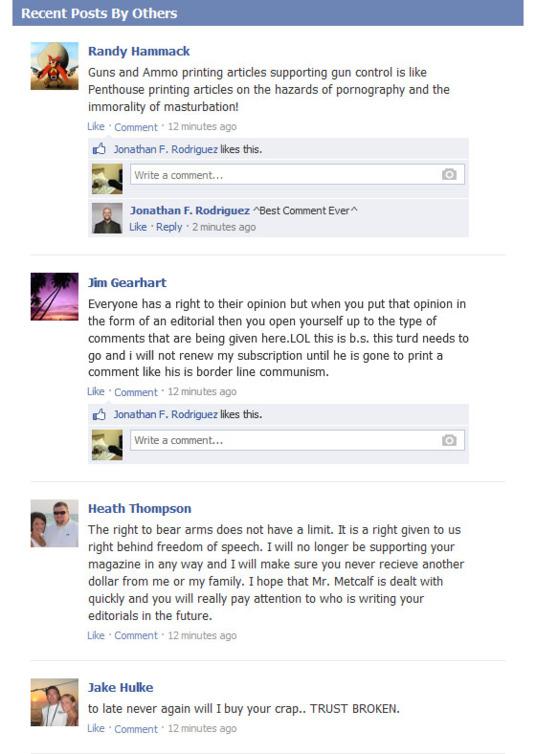 Recent Posts By Others
Randy Hammack
Guns and Ammo printing articles supporting gun control is like
Penthouse printing articles on the hazards of pornography and the
immorality of masturbation!
Like · Comment · 12 minutes ago
Jonathan F. Rodriguez likes this.
Write a comment...
Jonathan F. Rodriguez ^Best Comment Ever^
Like · Reply · 2 minutes ago
Jim Gearhart
Everyone has a right to their opinion but when you put that opinion in
the form of an editorial then you open yourself up to the type of
comments that are being given here.LOL this is b.s. this turd needs to
go and i will not renew my subscription until he is gone to print a
comment like his is border line communism.
Like · Comment · 12 minutes ago
Jonathan F. Rodriguez likes this.
Write a comment...
Heath Thompson
The right to bear arms does not have a limit. It is a right given to us
right behind freedom of speech. I will no longer be supporting your
magazine in any way and I will make sure you never recieve another
dollar from me or my family. I hope that Mr. Metcalf is dealt with
quickly and you will really pay attention to who is writing your
editorials in the future.
Like · Comment · 12 minutes ago
Jake Hulke
to late never again will I buy your crap.. TRUST BROKEN.
Like · Comment · 12 minutes ago